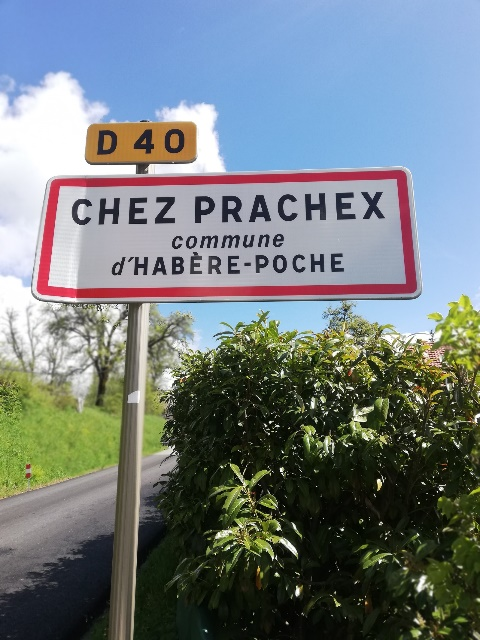 D 40
CHEZ PRACHEX
commune
d'HABÈRE-POCHE